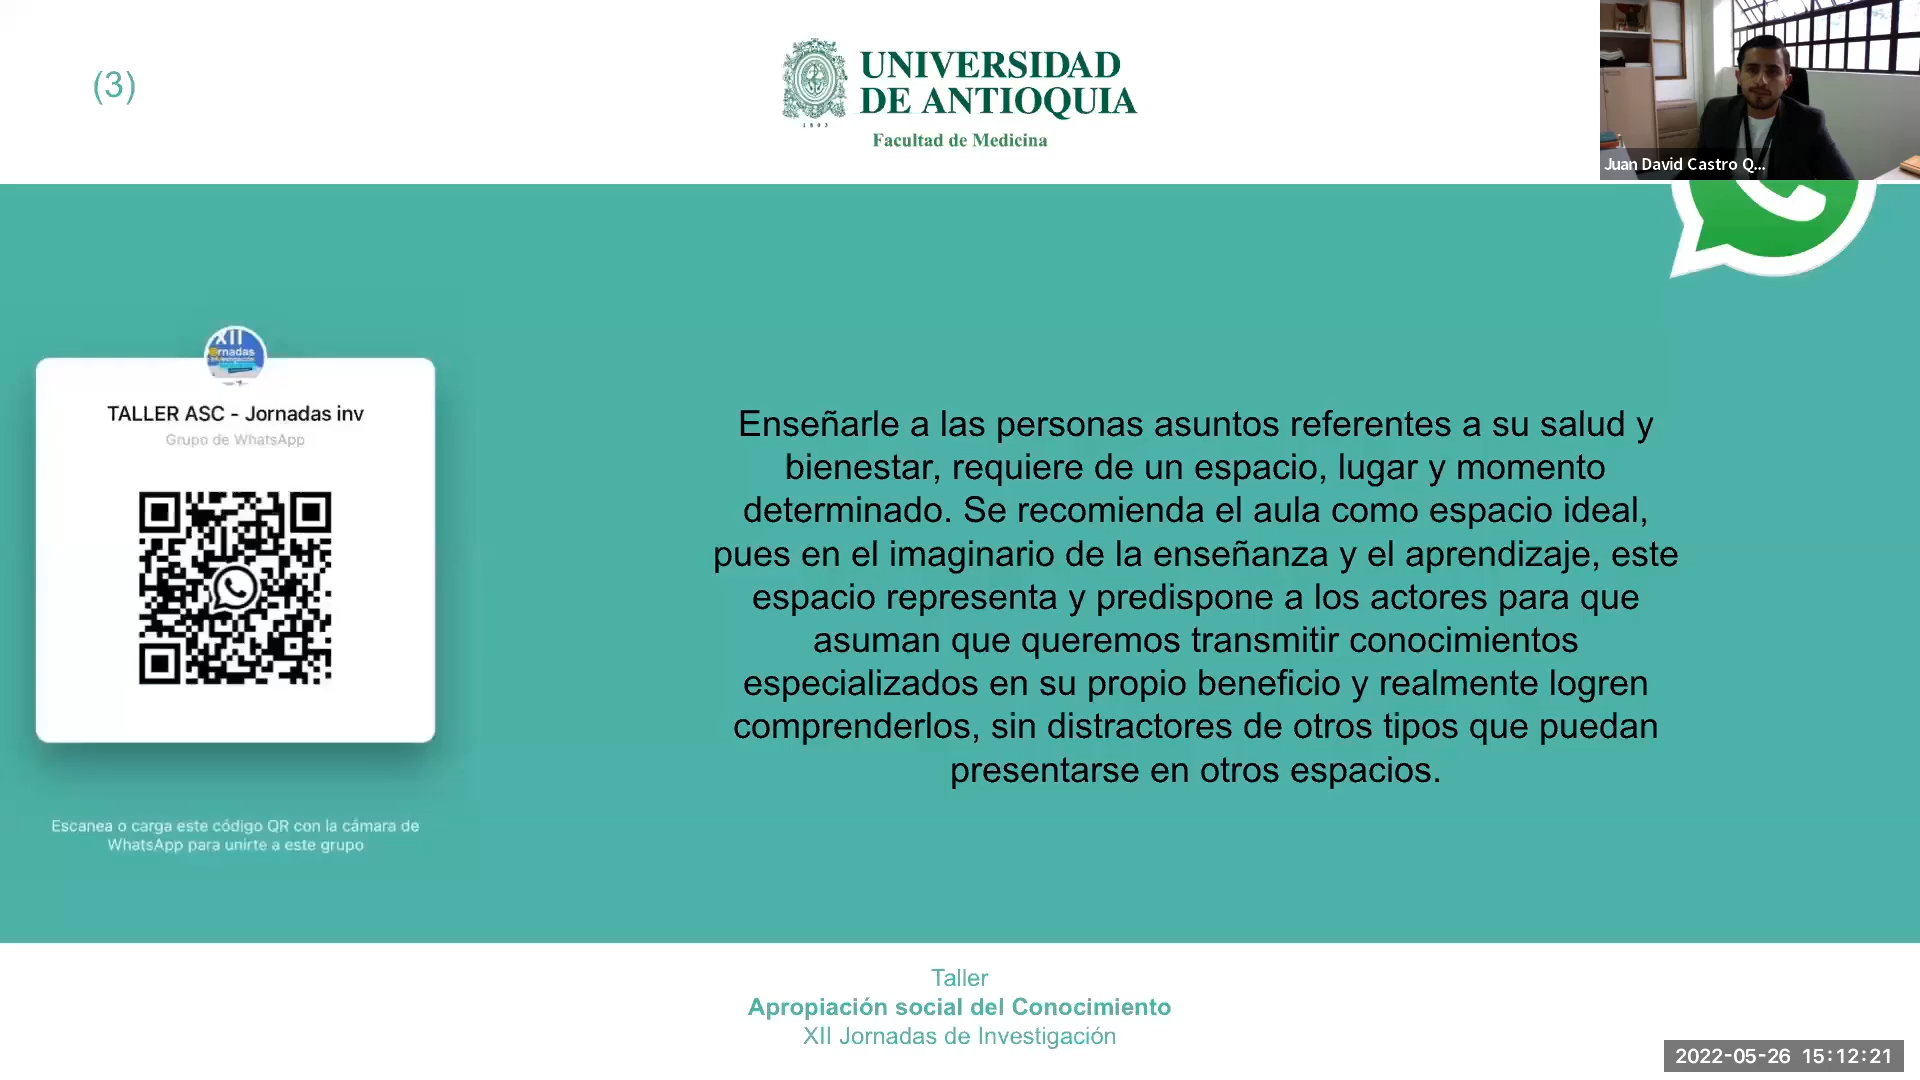 (3)
UNIVERSIDAD
DE ANTIOQUIA
1803
Facultad de Medicina
Juan David Castro Q...
XII
rnadas
TALLER ASC - Jornadas inv
Grupo de WhatsApp
Escanea o carga este código QR con la cámara de
WhatsApp para unirte a este grupo
Enseñarle a las personas asuntos referentes a su salud y
bienestar, requiere de un espacio, lugar y momento
determinado. Se recomienda el aula como espacio ideal,
pues en el imaginario de la enseñanza y el aprendizaje, este
espacio representa y predispone a los actores para que
asuman que queremos transmitir conocimientos
especializados en su propio beneficio y realmente logren
comprenderlos, sin distractores de otros tipos que puedan
presentarse en otros espacios.
Taller
Apropiación social del Conocimiento
XII Jornadas de Investigación
2022-05-26 15:12:21